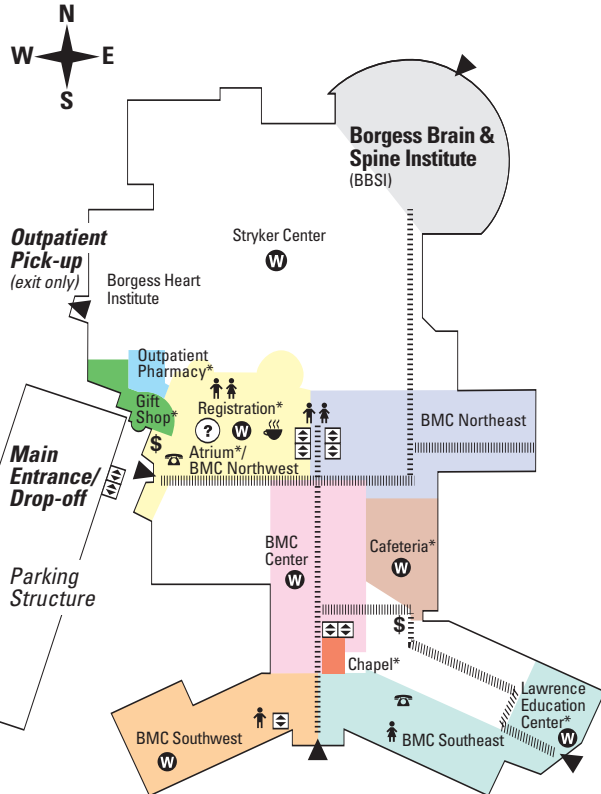 N
W E
S
Borgess Brain &
Spine Institute
(BBSI)
Stryker Center
W
Outpatient
Pick-up
(exit only)
Borgess Heart
Institute
Outpatient
Pharmacy*
Gift
Shop*
Registration*
? W
$
Atrium*/
BMC Northwest
BMC Northeast
Main
Entrance/
Drop-off
Parking
Structure
BMC
Center
W
Cafeteria*
W
$
Chapel*
Lawrence
Education
Center*
W
BMC Southwest
W
BMC Southeast